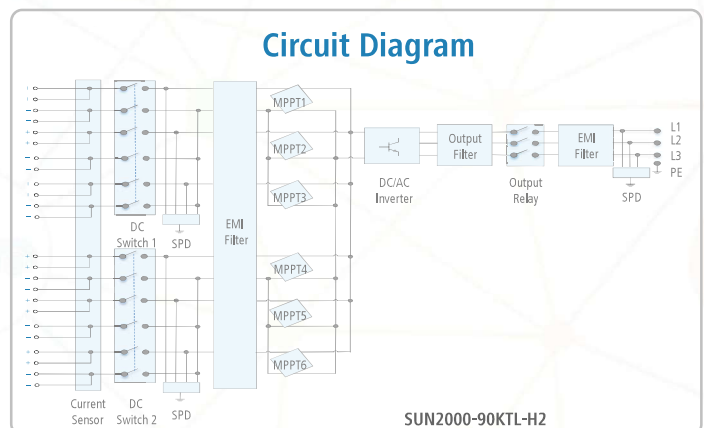 Circuit Diagram
MPPT1
MPPT2
MPPT3
EMI
Filter
MPPT4
MPPT5
MPPT6
DC
Switch 1
SPD
Current
Sensor
DC
Switch 2
SPD
DC/AC
Inverter
Output
Filter
Output
Relay
EMI
Filter
L1
L2
L3
PE
SPD
SUN2000-90KTL-H2